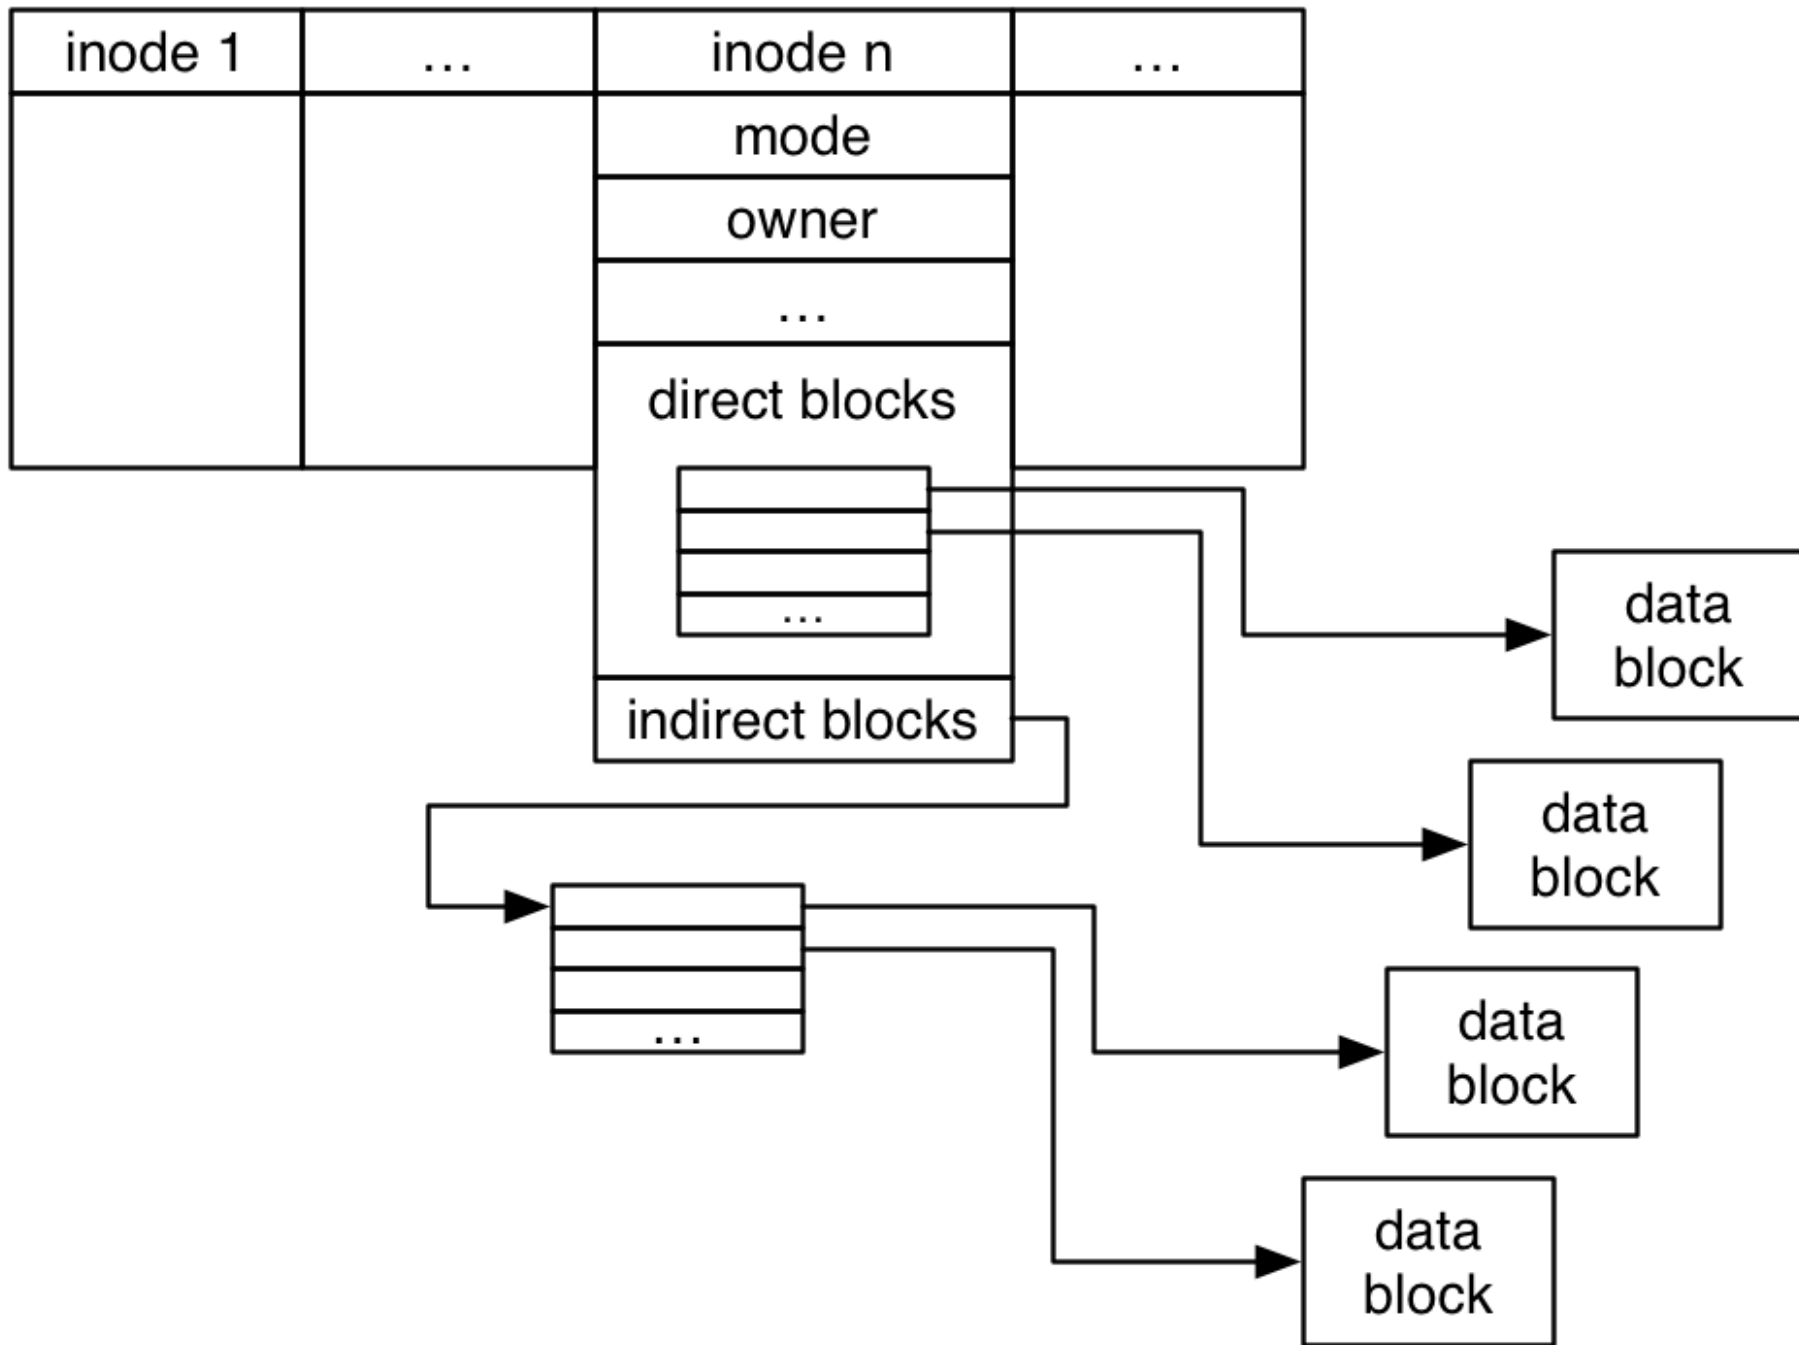 inode 1
...
inode n
...
mode
owner
...
direct blocks
...
data
block
indirect blocks
data
block
...
data
block
data
block